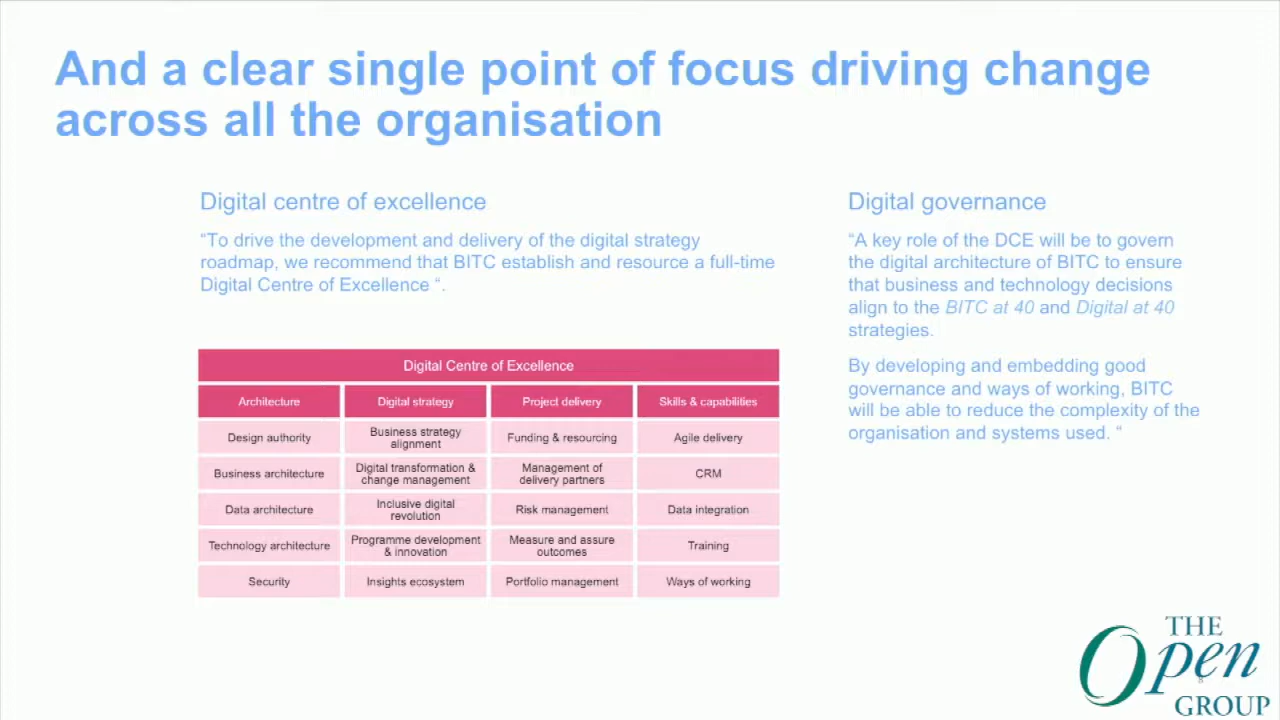 And a clear single point of focus driving change
across all the organisation
Digital centre of excellence
“To drive the development and delivery of the digital strategy
roadmap, we recommend that BITC establish and resource a full-time
Digital Centre of Excellence “.
Digital Centre of Excellence
Architecture
Digital strategy
Project delivery
Skills & capabilities
Design authority
Business strategy
alignment
Funding & resourcing
Agile delivery
Business architecture
Digital transformation &
change management
Management of
delivery partners
CRM
Data architecture
Inclusive digital
revolution
Risk management
Data integration
Technology architecture
Programme development
& innovation
Measure and assure
outcomes
Training
Security
Insights ecosystem
Portfolio management
Ways of working
Digital governance
“A key role of the DCE will be to govern
the digital architecture of BITC to ensure
that business and technology decisions
align to the BITC at 40 and Digital at 40
strategies.
By developing and embedding good
governance and ways of working, BITC
will be able to reduce the complexity of the
organisation and systems used. “
THE
Open
GROUP
8